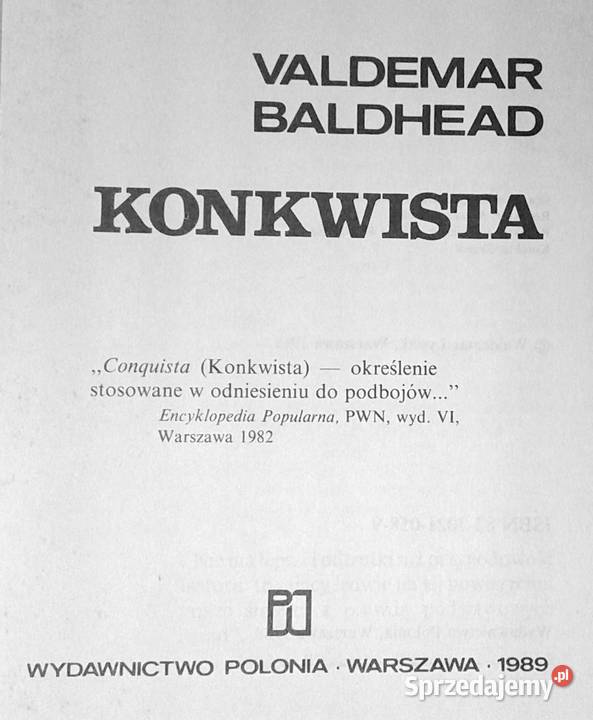 VALDEMAR
BALDHEAD
KONKWISTA
„Conquista (Konkwista) — określenie
stosowane w odniesieniu do podbojów...”
Encyklopedia Popularna, PWN, wyd. VI,
Warszawa 1982
WYDAWNICTWO POLONIA · WARSZAWA · 1989
Sprzedajemy.pl